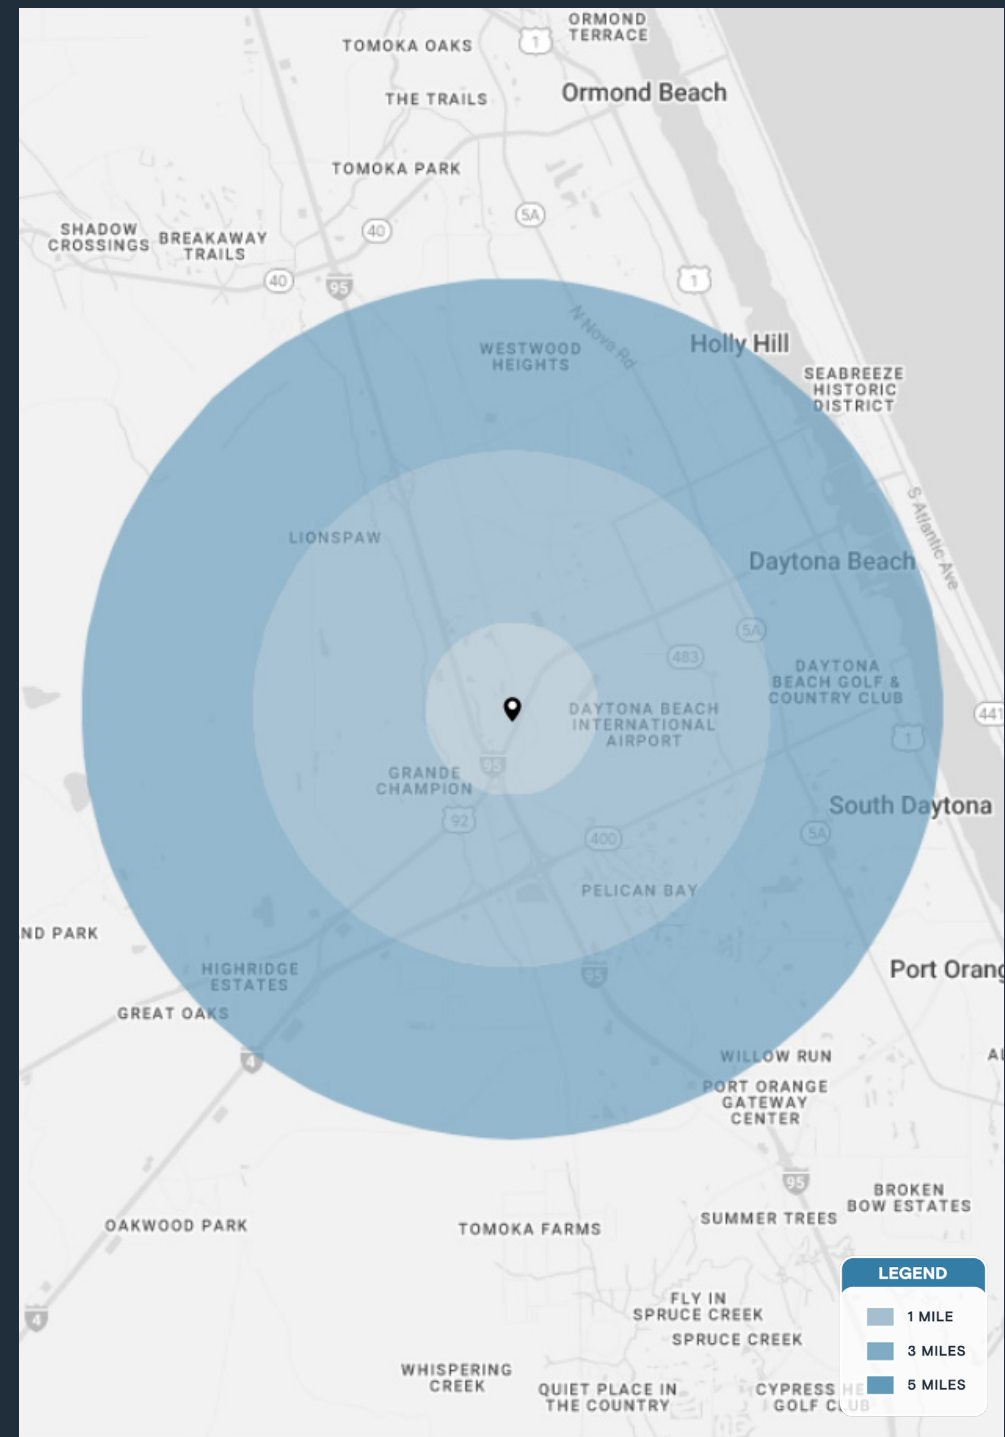 ORMOND
TERRACE
TOMOKA OAKS
1
THE TRAILS
Ormond Beach
TOMOKA PARK
5A
SHADOW
CROSSINGS
BREAKAWAY
TRAILS
40
40
95
1
N Nova Rd
WESTWOOD
HEIGHTS
Holly Hill
SEABREEZE
HISTORIC
DISTRICT
LIONSPAW
S Atlantic Ave
Daytona Beach
5A
483
DAYTONA
BEACH GOLF &
COUNTRY CLUB
DAYTONA BEACH
INTERNATIONAL
AIRPORT
441
1
95
GRANDE
CHAMPION
92
South Daytona
400
5A
PELICAN BAY
ND PARK
HIGHRIDGE
ESTATES
95
Port Orang
GREAT OAKS
4
WILLOW RUN
AL
PORT ORANGE
GATEWAY
CENTER
95
BROKEN
BOW ESTATES
OAKWOOD PARK
TOMOKA FARMS
SUMMER TREES
4
FLY IN
SPRUCE CREEK
SPRUCE CREEK
WHISPERING
CREEK
QUIET PLACE IN
THE COUNTRY
CYPRESS HE
GOLF CLUB
LEGEND
1 MILE
3 MILES
5 MILES